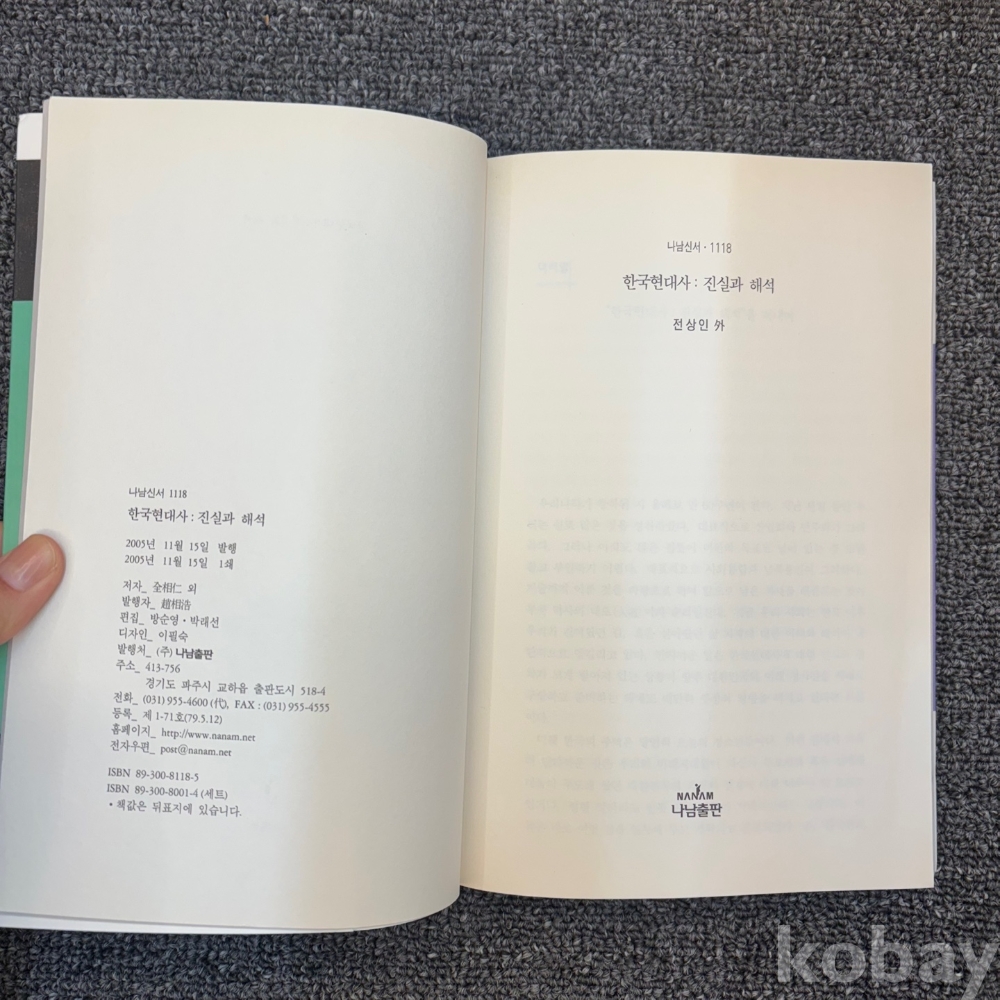 나남신서 1118
한국현대사 : 진실과 해석
2005년 11월 15일 발행
2005년 11월 15일 1쇄
저자_ 全相仁 외
발행자_ 趙相浩
편집_ 방순영·박래선
디자인_ 이필숙
발행처_ (주) 나남출판
주소_ 413-756
경기도 파주시 교하읍 출판도시 518-4
전화_ (031) 955-4600 (代), FAX : (031) 955-4555
등록_ 제 1-71호(79.5.12)
홈페이지_ http://www.nanam.net
전자우편_ post@nanam.net
ISBN 89-300-8118-5
ISBN 89-300-8001-4 (세트)
• 책값은 뒤표지에 있습니다.
나남신서 · 1118
한국현대사 : 진실과 해석
전상인 外
NANAM
나남출판
kobay